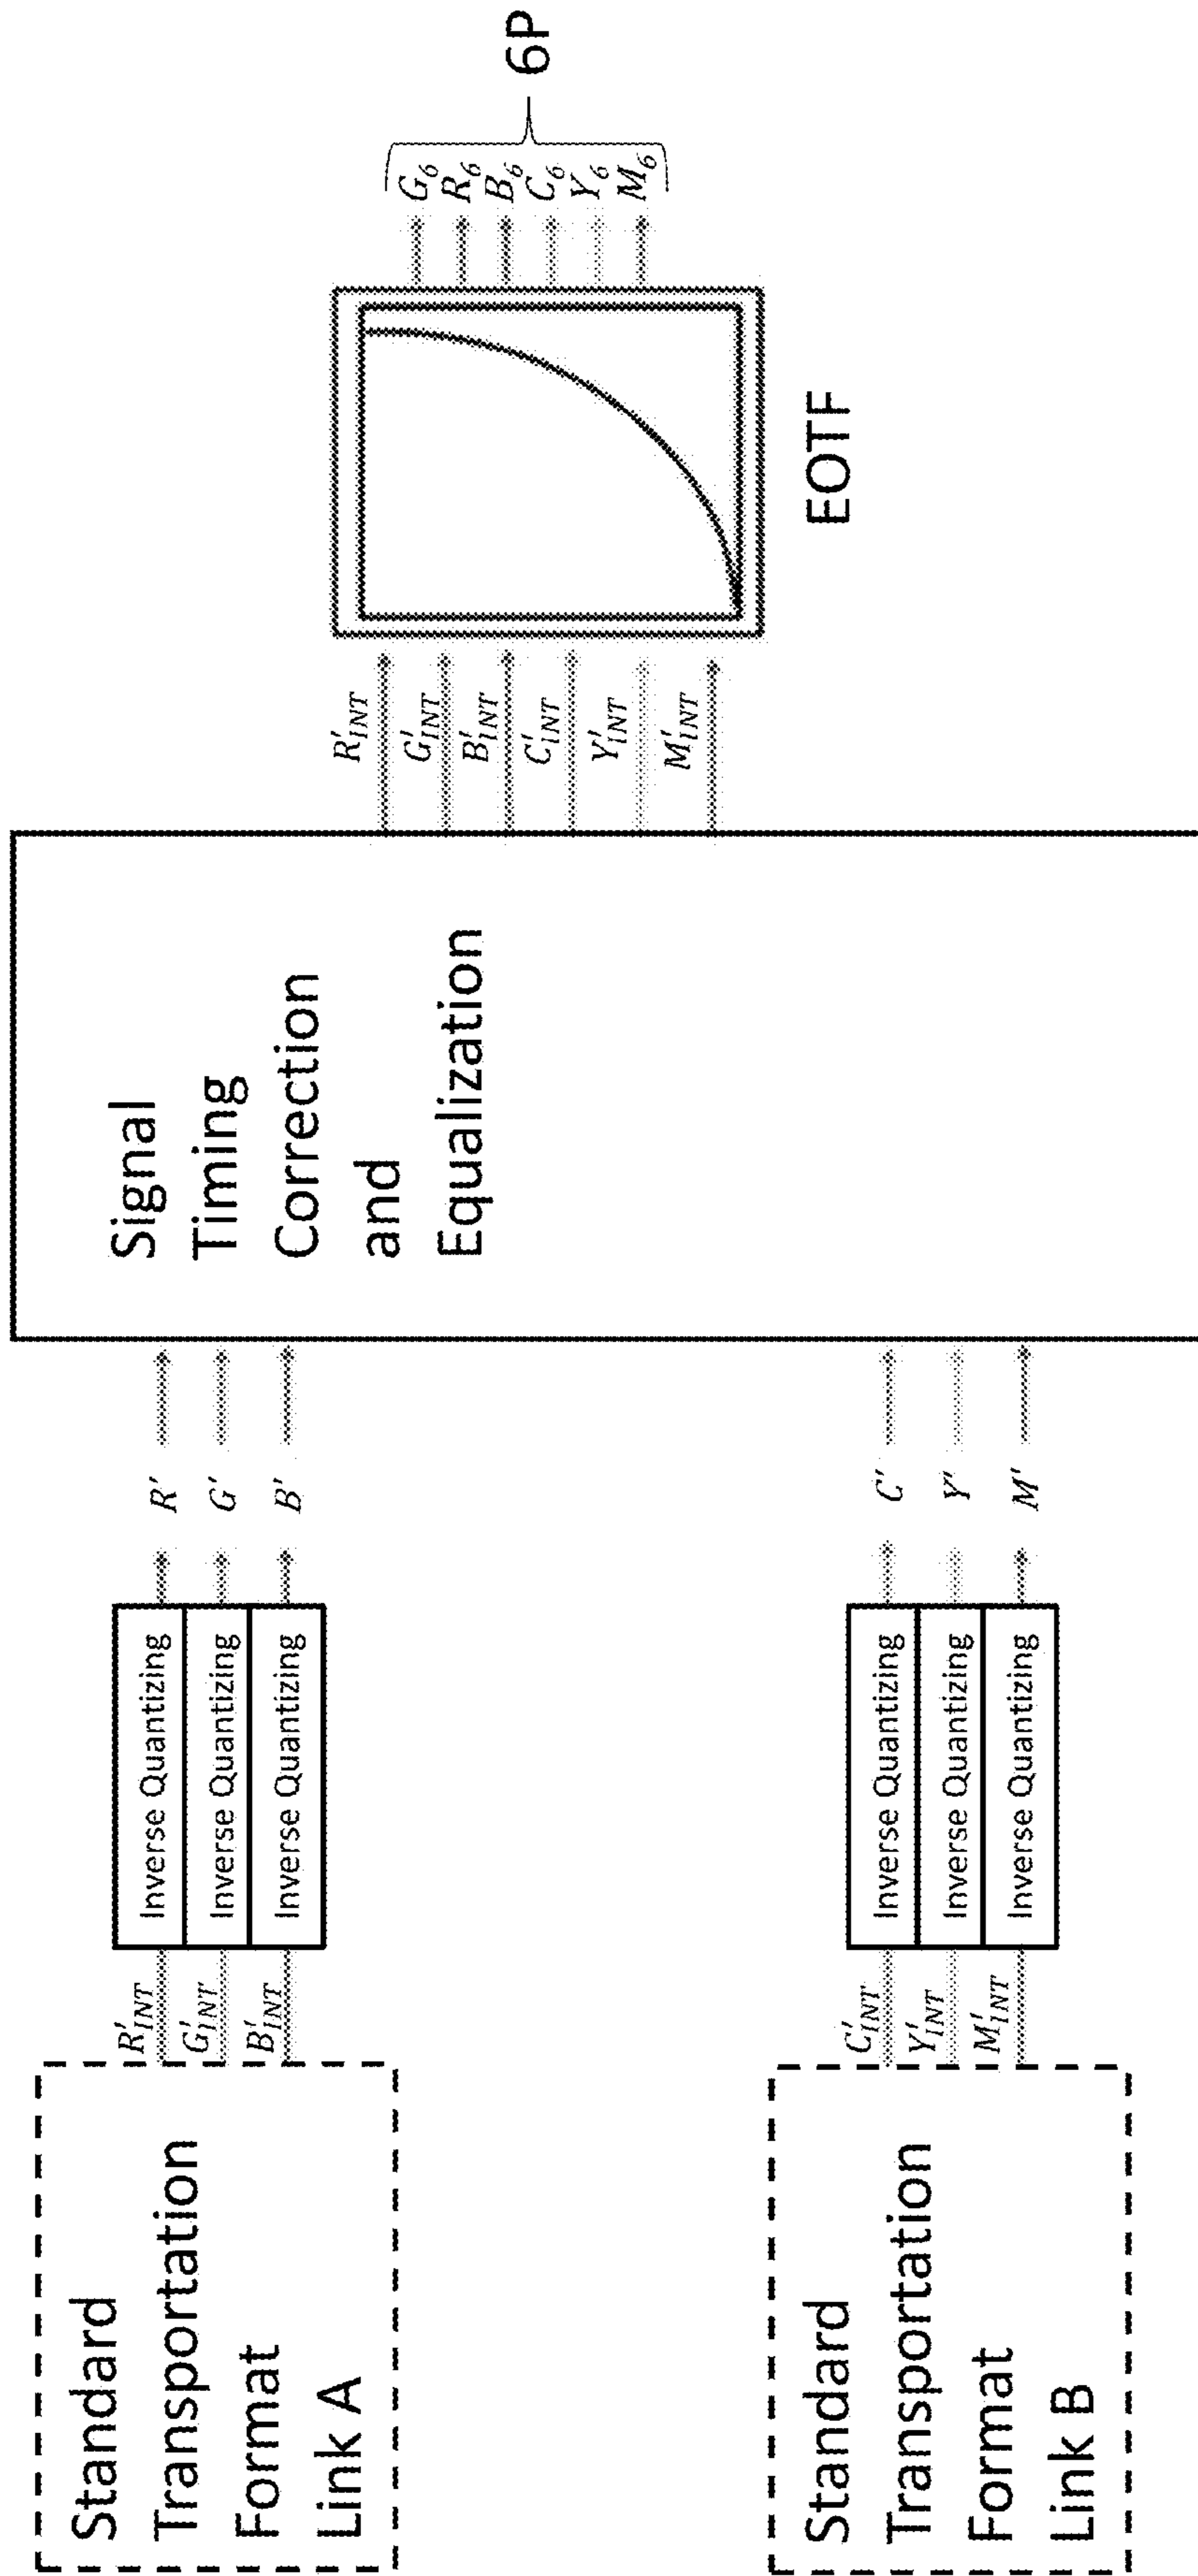 Standard
Transportation
Format
Link A
R'INT
G'INT
B'INT
Inverse Quantizing
Inverse Quantizing
Inverse Quantizing
R'
G'
B'
Standard
Transportation
Format
Link B
C'INT
Y'INT
M'INT
Inverse Quantizing
Inverse Quantizing
Inverse Quantizing
C'
Y'
M'
Signal
Timing
Correction
and
Equalization
R'INT
G'INT
B'INT
C'INT
Y'INT
M'INT
EOTF
G6
R6
B6
C6
Y6
M6
6P